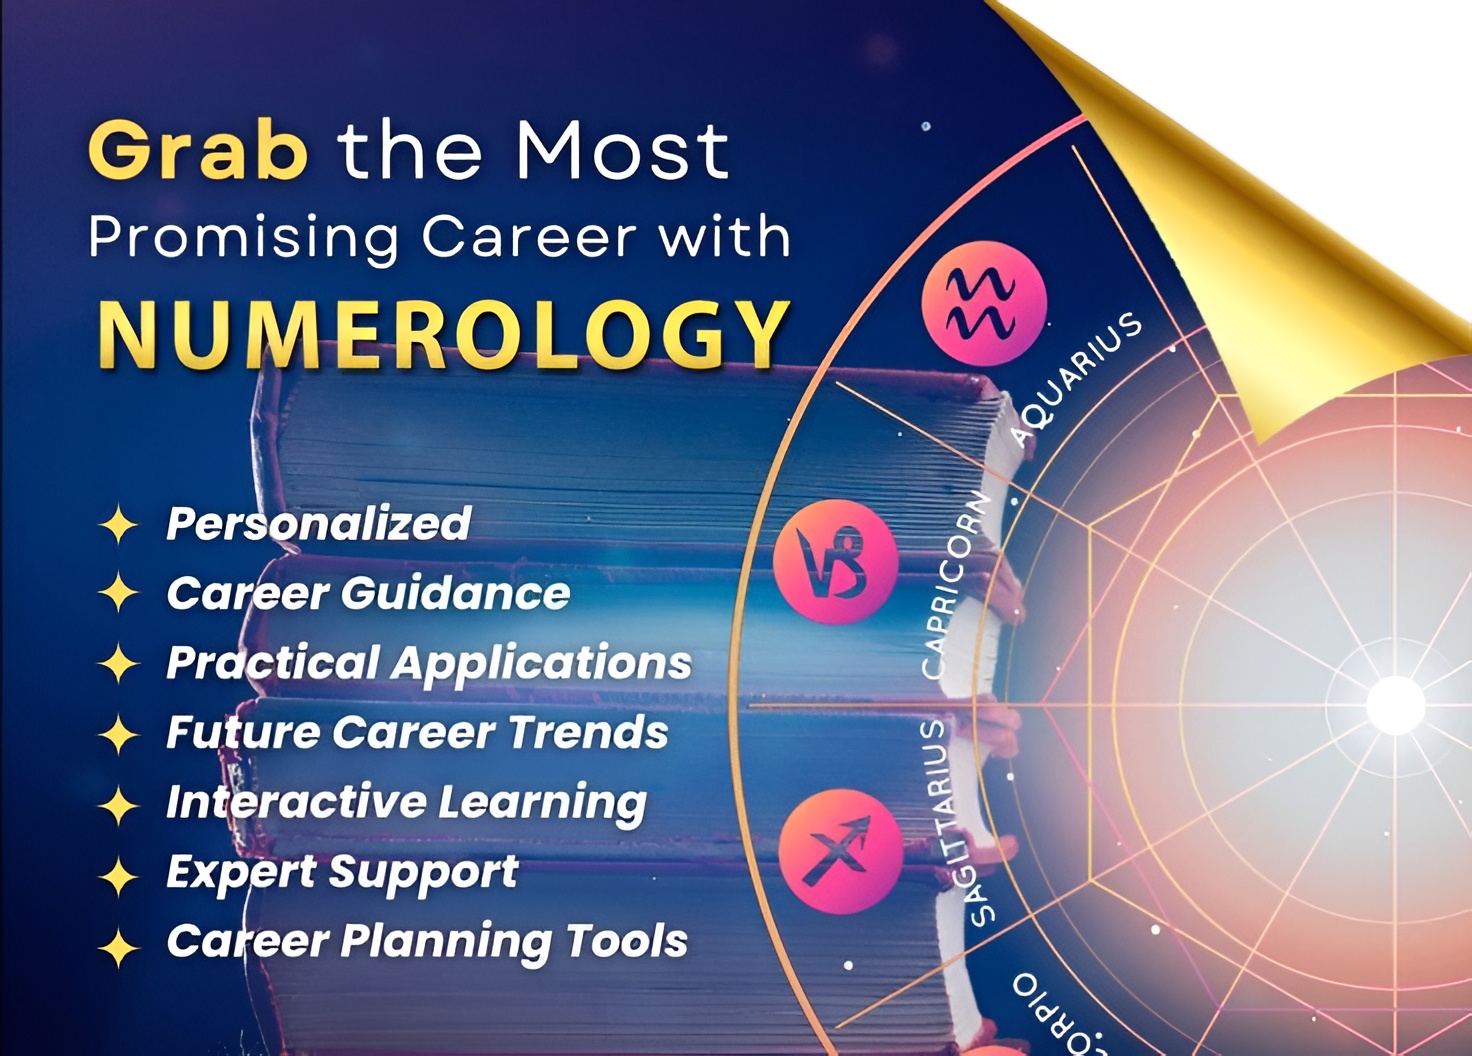 Grab the Most
Promising Career with
NUMEROLOGY
Personalized
Career Guidance
Practical Applications
Future Career Trends
Interactive Learning
Expert Support
Career Planning Tools
AQUARIUS
CAPRICORN
SAGITTARIUS
CORPIO